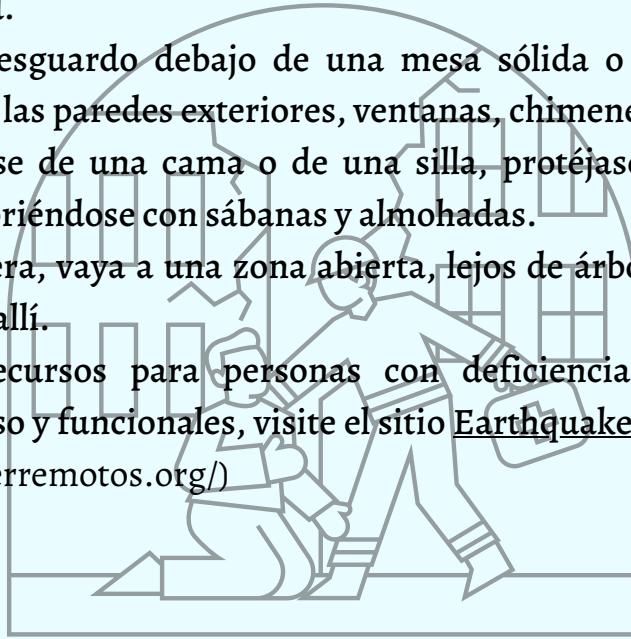 esguardo debajo de una mesa sólida o
las paredes exteriores, ventanas, chimene
se de una cama o de una silla, protéjase
riéndose con sábanas y almohadas.
era, vaya a una zona abierta, lejos de árbo
allí.
ecursos para personas con deficiencia
so y funcionales, visite el sitio Earthquake
erremotos.org/)